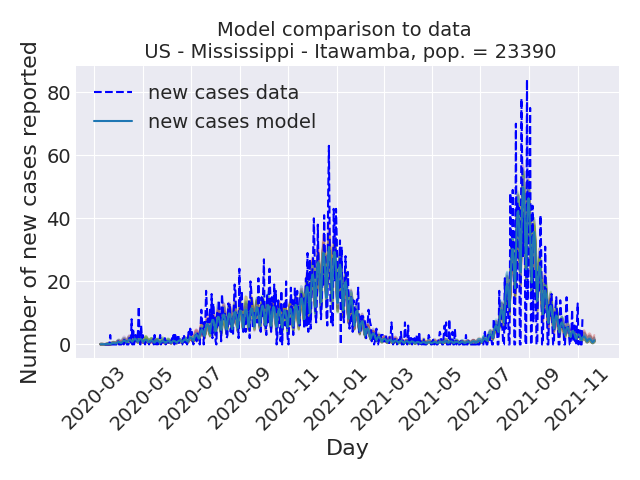 Model comparison to data
US - Mississippi - Itawamba, pop. = 23390
Number of new cases reported
80
60
40
20
0
new cases data
new cases model
2020-03
2020-05
2020-07
2020-09
2020-11
2021-01
2021-03
2021-05
2021-07
2021-09
2021-11
Day